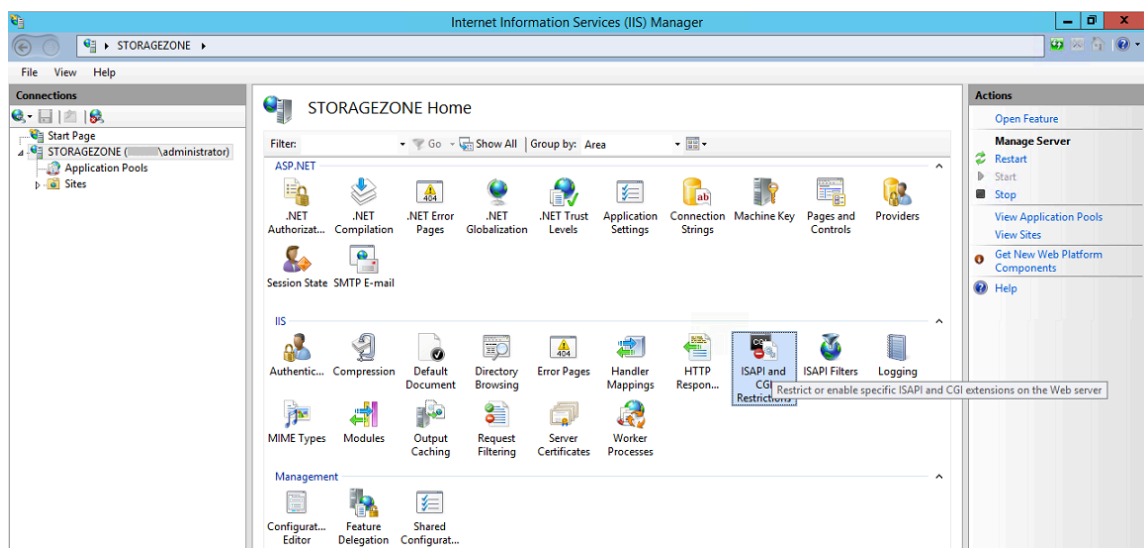 Internet Information Services (IIS) Manager
STORAGEZONE
File View Help
Connections
Start Page
STORAGEZONE ( \administrator)
Application Pools
Sites
STORAGEZONE Home
Filter: Go Show All Group by: Area
ASP.NET
.NET Authorizat...
.NET Compilation
.NET Error Pages
.NET Globalization
.NET Trust Levels
Application Settings
Connection Strings
Machine Key
Pages and Controls
Providers
Session State
SMTP E-mail
IIS
Authentic...
Compression
Default Document
Directory Browsing
Error Pages
Handler Mappings
HTTP Respon...
ISAPI and CGI Restrictions
ISAPI Filters
Logging
Restrict or enable specific ISAPI and CGI extensions on the Web server
MIME Types
Modules
Output Caching
Request Filtering
Server Certificates
Worker Processes
Management
Configurat... Editor
Feature Delegation
Shared Configurat...
Actions
Open Feature
Manage Server
Restart
Start
Stop
View Application Pools
View Sites
Get New Web Platform
Components
Help